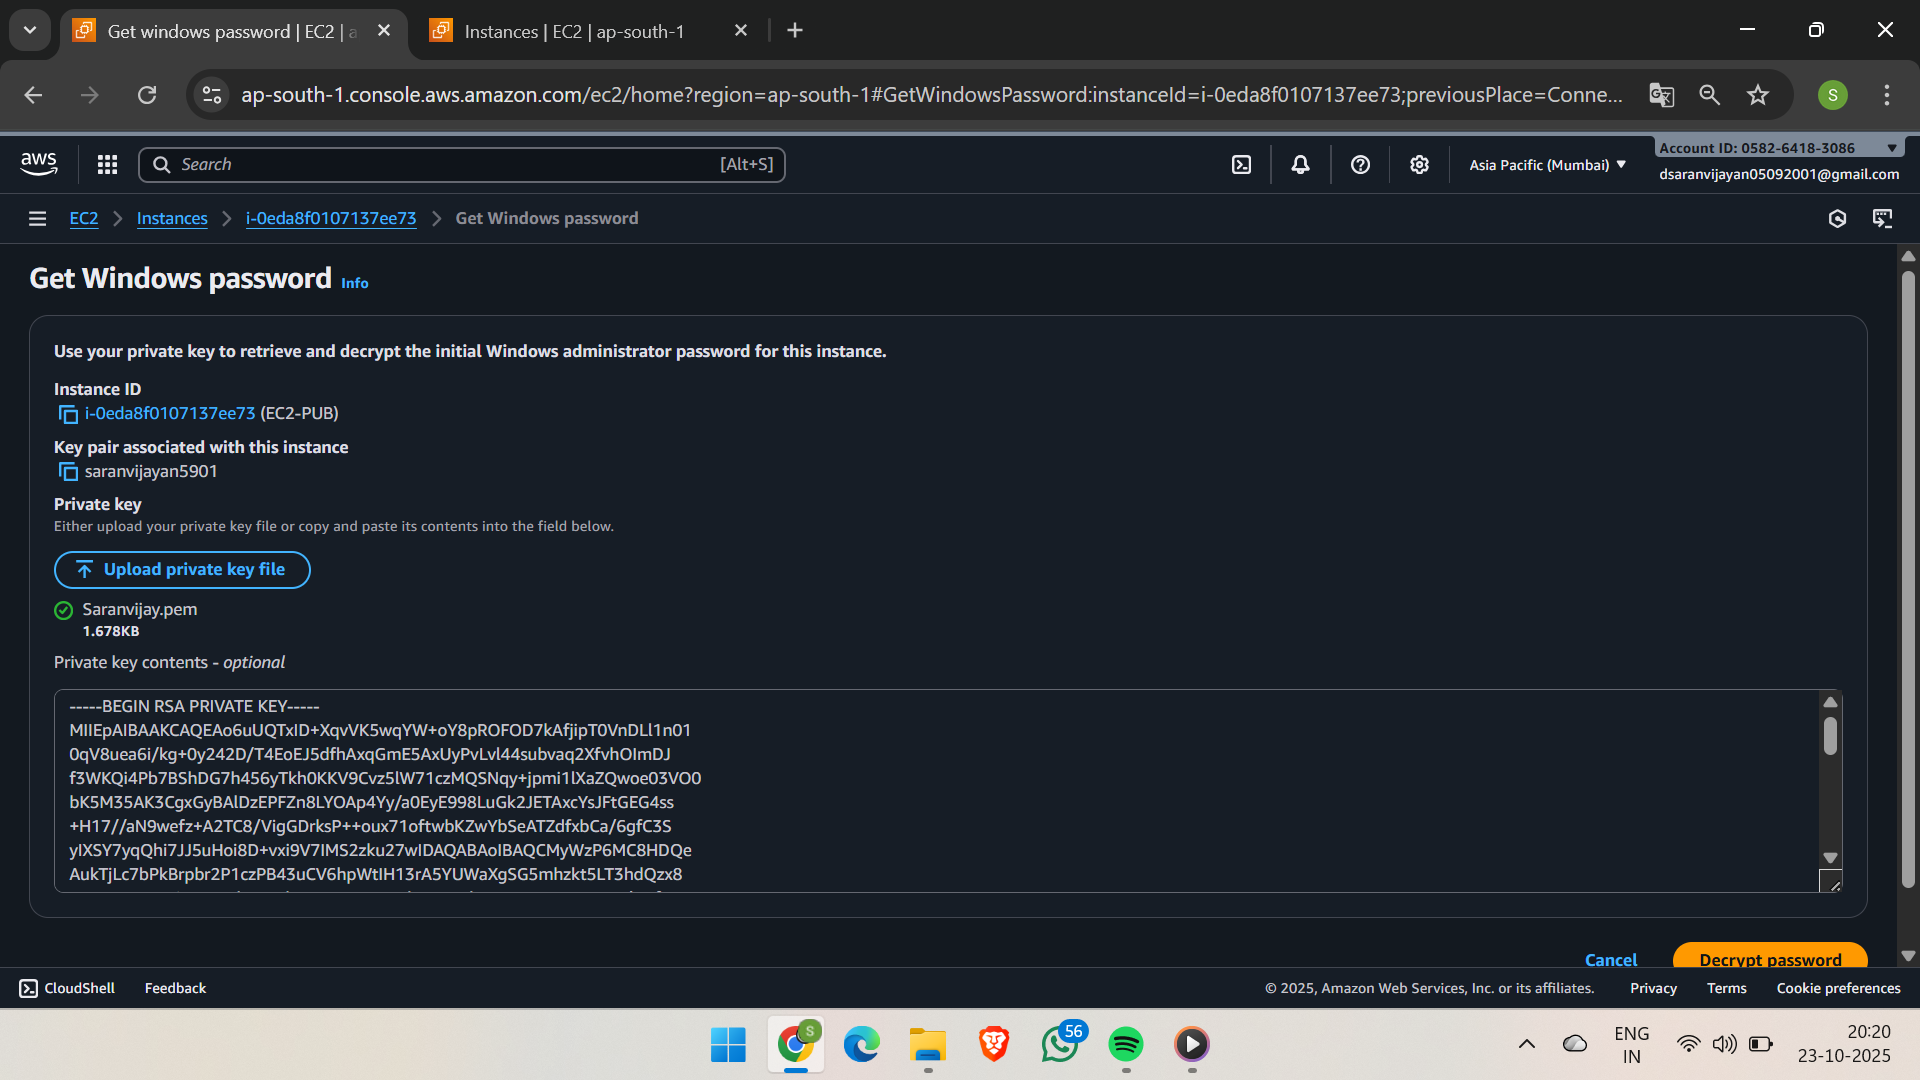 Get windows password | EC2 | a
Instances | EC2 | ap-south-1
ap-south-1.console.aws.amazon.com/ec2/home?region=ap-south-1#GetWindowsPassword:instanceId=i-0eda8f0107137ee73;previousPlace=Conne...
S
aws
Search
[Alt+S]
Asia Pacific (Mumbai)
Account ID: 0582-6418-3086
dsaranvijayan05092001@gmail.com
EC2
Instances
i-0eda8f0107137ee73
Get Windows password
Get Windows password Info
Use your private key to retrieve and decrypt the initial Windows administrator password for this instance.
Instance ID
i-0eda8f0107137ee73 (EC2-PUB)
Key pair associated with this instance
saranvijayan5901
Private key
Either upload your private key file or copy and paste its contents into the field below.
Upload private key file
Saranvijay.pem
1.678KB
Private key contents - optional
-----BEGIN RSA PRIVATE KEY-----
MIIEpAIBAAKCAQEAo6uUQTxID+XqvVK5wqYW+oY8pROFOD7kAfjipT0VnDLl1n01
0qV8uea6i/kg+0y242D/T4EoEJ5dfhAxqGmE5AxUyPvLvl44subvaq2XfvhOImDJ
f3WKQi4Pb7BShDG7h456yTkh0KKV9Cvz5lW71czMQSNqy+jpmi1lXaZQwoe03VO0
bK5M35AK3CgxGyBAlDzEPFZn8LYOAp4Yy/a0EyE998LuGk2JETAxcYsJFtGEG4ss
+H17//aN9wefz+A2TC8/VigGDrksP++oux71oftwbKZwYbSeATZdfxbCa/6gfC3S
yIXSY7yqQhi7JJ5uHoi8D+vxi9V7IMS2zku27wIDAQABAoIBAQCMyWzP6MC8HDQe
AukTjLc7bPkBrpbr2P1czPB43uCV6hpWtIH13rA5YUWaXgSG5mhzkt5LT3hdQzx8
Cancel
Decrypt password
CloudShell
Feedback
© 2025, Amazon Web Services, Inc. or its affiliates.
Privacy
Terms
Cookie preferences
S
56
ENG
IN
20:20
23-10-2025